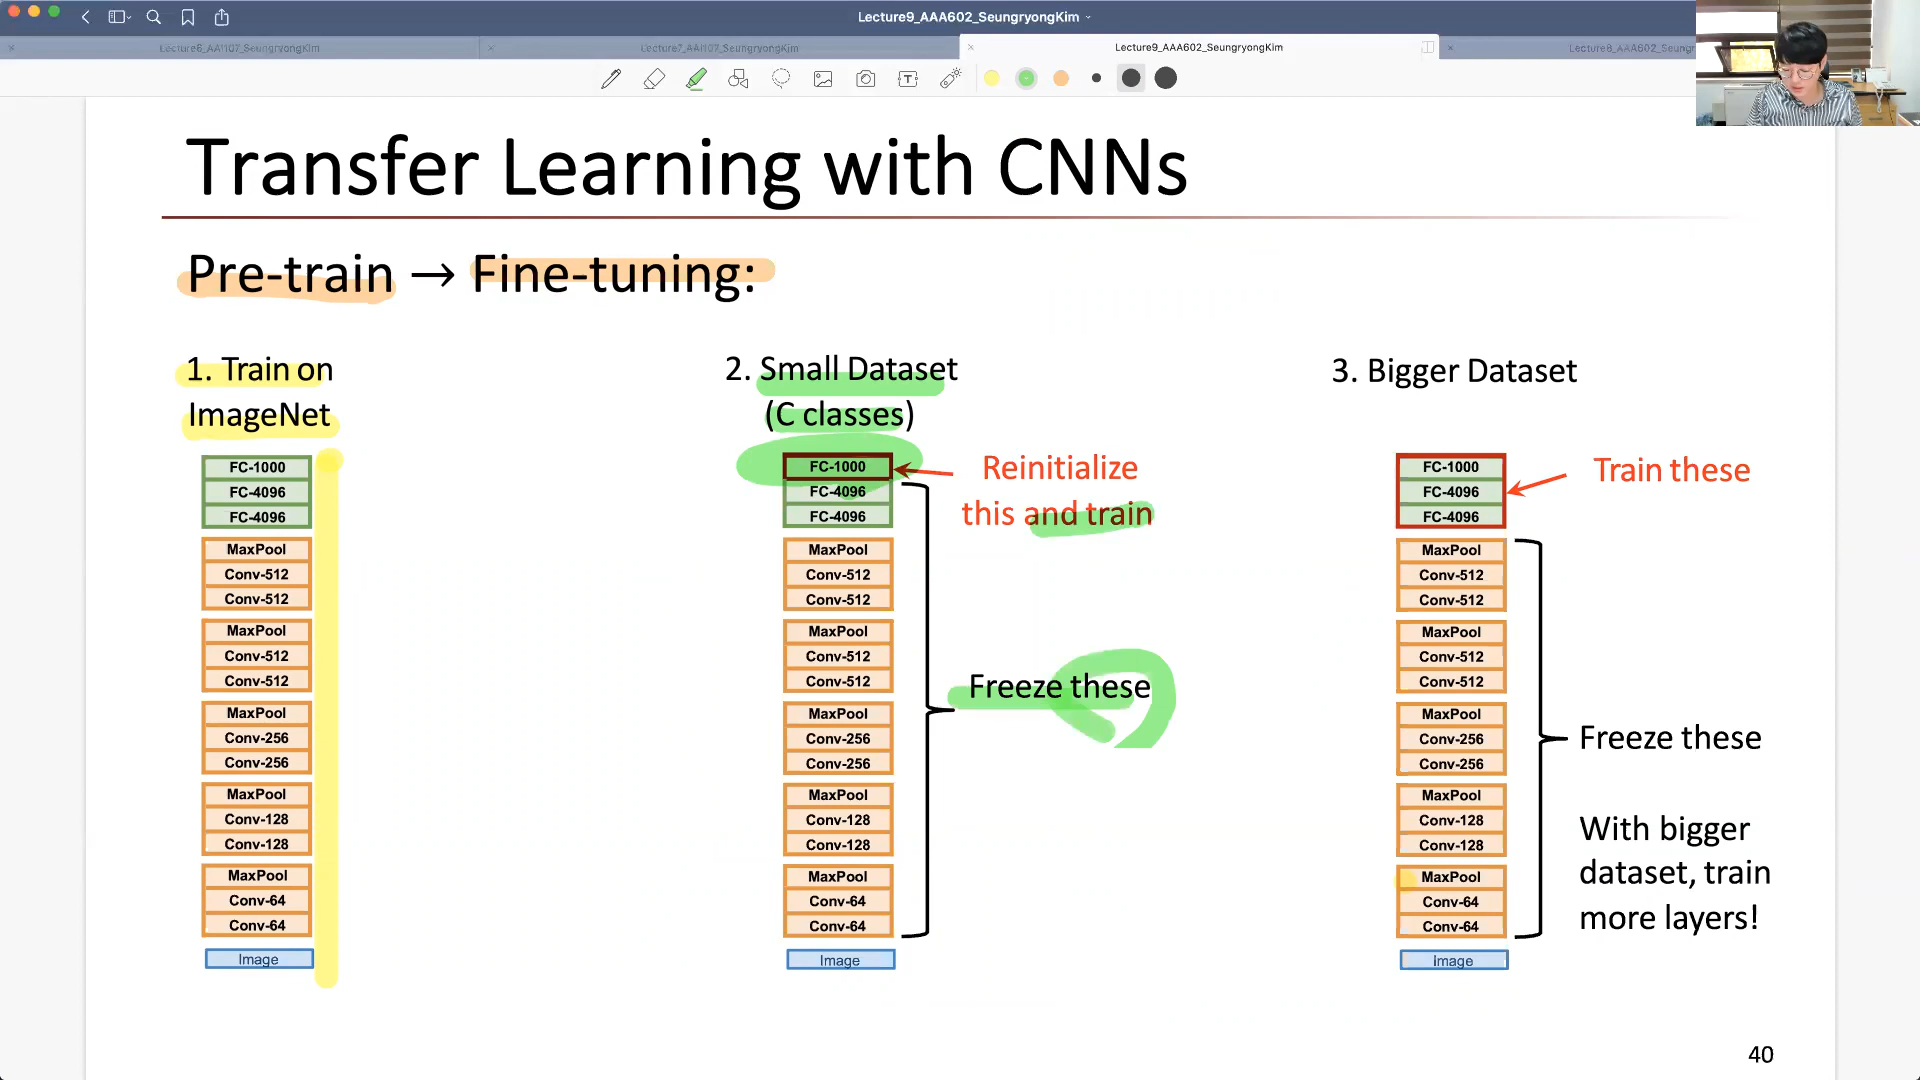 Lecture9_AAA602_SeungryongKim
Lecture6_AAI107_SeungryongKim
Lecture7_AAI107_SeungryongKim
Lecture9_AAA602_SeungryongKim
Lecture8_AAA602_SeungryongKim
Transfer Learning with CNNs
Pre-train → Fine-tuning:
1. Train on
ImageNet
FC-1000
FC-4096
FC-4096
MaxPool
Conv-512
Conv-512
MaxPool
Conv-512
Conv-512
MaxPool
Conv-256
Conv-256
MaxPool
Conv-128
Conv-128
MaxPool
Conv-64
Conv-64
Image
2. Small Dataset
(C classes)
FC-1000
FC-4096
FC-4096
MaxPool
Conv-512
Conv-512
MaxPool
Conv-512
Conv-512
MaxPool
Conv-256
Conv-256
MaxPool
Conv-128
Conv-128
MaxPool
Conv-64
Conv-64
Image
Reinitialize
this and train
Freeze these
3. Bigger Dataset
FC-1000
FC-4096
FC-4096
MaxPool
Conv-512
Conv-512
MaxPool
Conv-512
Conv-512
MaxPool
Conv-256
Conv-256
MaxPool
Conv-128
Conv-128
MaxPool
Conv-64
Conv-64
Image
Train these
Freeze these
With bigger
dataset, train
more layers!
40